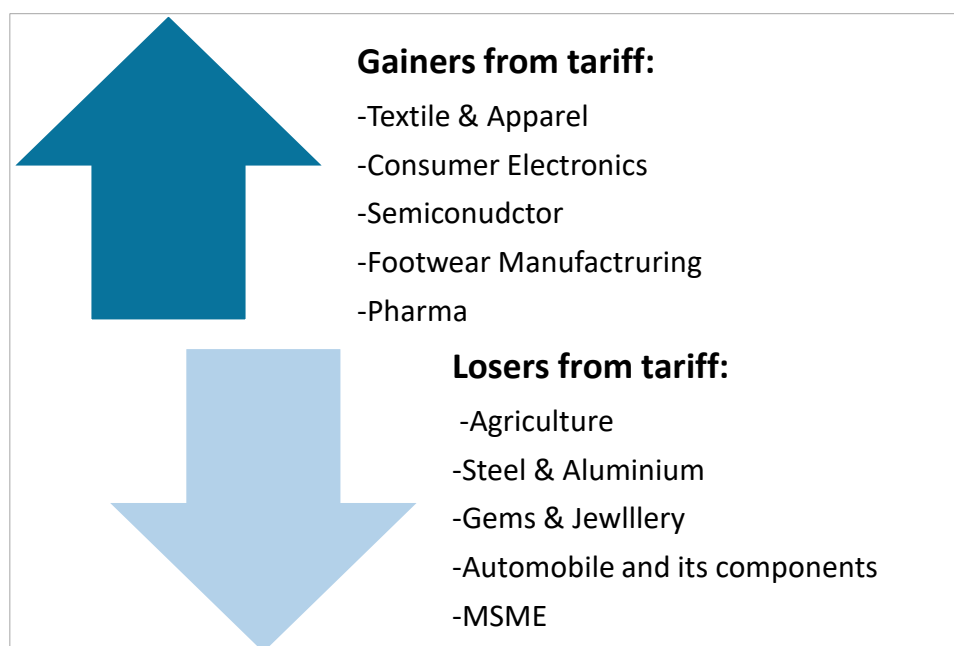 Gainers from tariff:
-Textile & Apparel
-Consumer Electronics
-Semiconudctor
-Footwear Manufactruring
-Pharma
Losers from tariff:
-Agriculture
-Steel & Aluminium
-Gems & Jewlllery
-Automobile and its components
-MSME